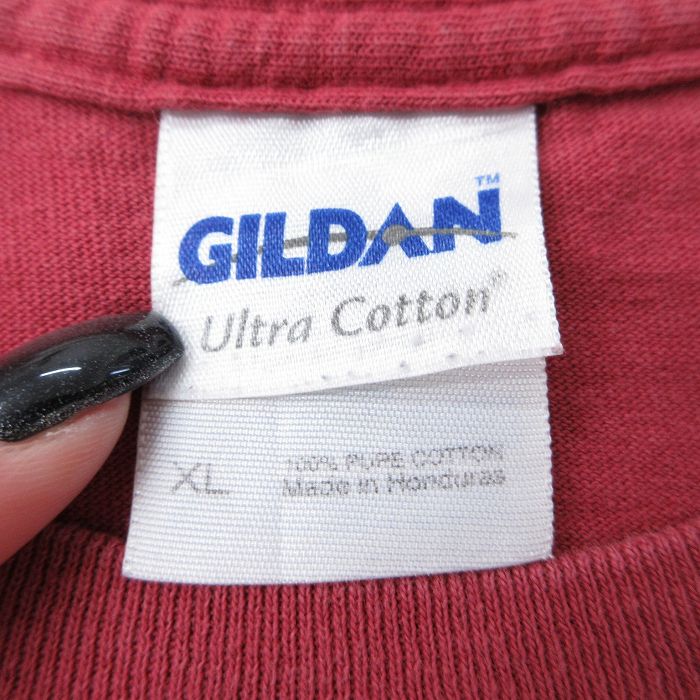 GILDAN™
Ultra Cotton®
XL
100% PURE COTTON
Made in Honduras